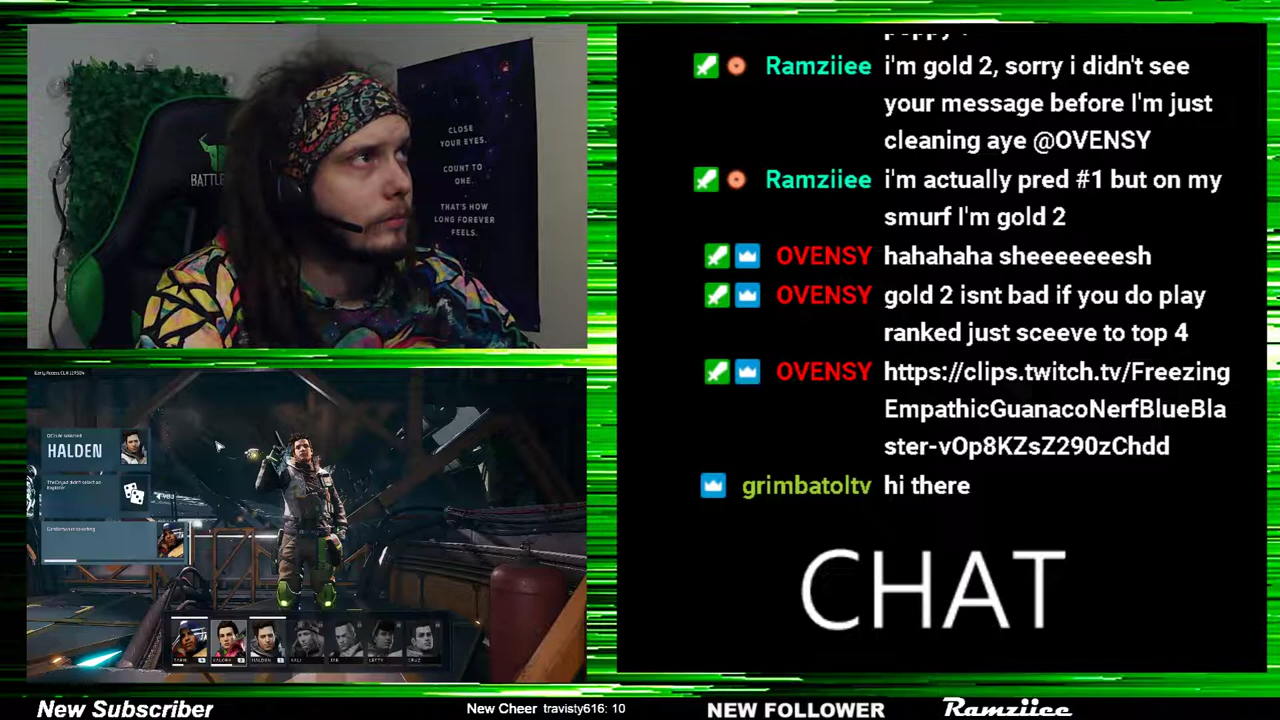 CLOSE
YOUR EYES.
COUNT TO
ONE.
THAT'S HOW
LONG FOREVER
FEELS.
BATTLE
HALDEN
HALDEN
Ramziiee i'm gold 2, sorry i didn't see
your message before I'm just
cleaning aye @OVENSY
Ramziiee i'm actually pred #1 but on my
smurf I'm gold 2
OVENSY hahahaha sheeeeeeesh
OVENSY gold 2 isnt bad if you do play
ranked just sceeve to top 4
OVENSY https://clips.twitch.tv/Freezing
EmpathicGuanacoNerfBlueBla
ster-vOp8KZsZ290zChdd
grimbatoltv hi there
CHAT
New Subscriber
New Cheer travisty616: 10
NEW FOLLOWER
Ramziiee